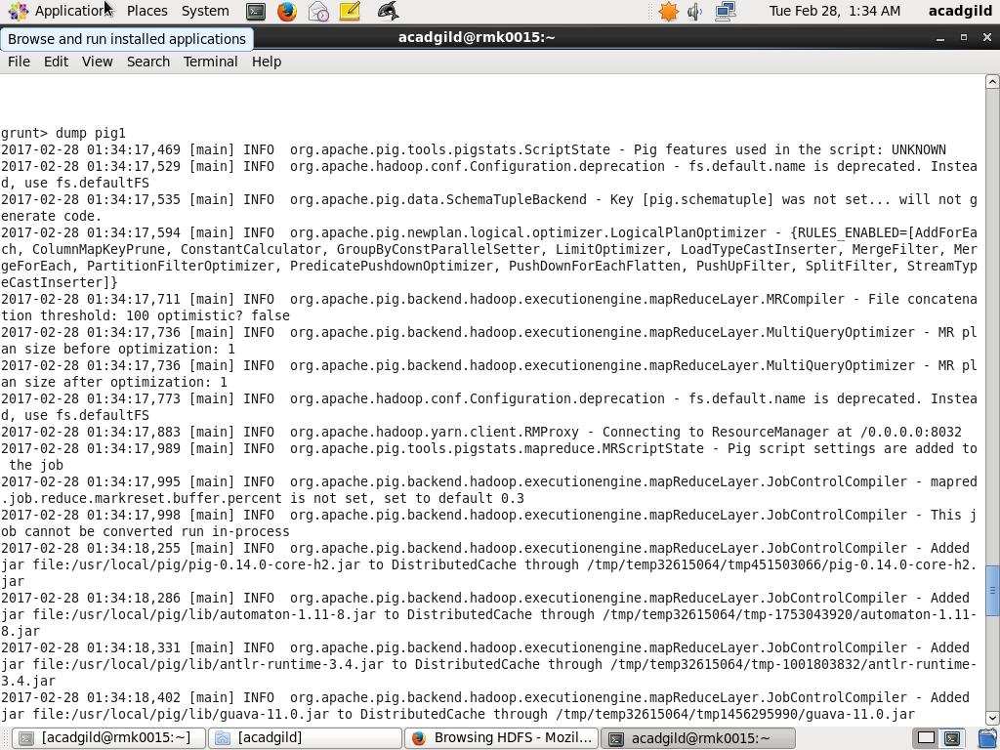 Applications Places System Tue Feb 28, 1:34 AM acadgild
Browse and run installed applications
acadgild@rmk0015:~
File Edit View Search Terminal Help
grunt> dump pig1
2017-02-28 01:34:17,469 [main] INFO  org.apache.pig.tools.pigstats.ScriptState - Pig features used in the script: UNKNOWN
2017-02-28 01:34:17,529 [main] INFO  org.apache.hadoop.conf.Configuration.deprecation - fs.default.name is deprecated. Instea
d, use fs.defaultFS
2017-02-28 01:34:17,535 [main] INFO  org.apache.pig.data.SchemaTupleBackend - Key [pig.schematuple] was not set... will not g
enerate code.
2017-02-28 01:34:17,594 [main] INFO  org.apache.pig.newplan.logical.optimizer.LogicalPlanOptimizer - {RULES_ENABLED=[AddForEa
ch, ColumnMapKeyPrune, ConstantCalculator, GroupByConstParallelSetter, LimitOptimizer, LoadTypeCastInserter, MergeFilter, Mer
geForEach, PartitionFilterOptimizer, PredicatePushdownOptimizer, PushDownForEachFlatten, PushUpFilter, SplitFilter, StreamTyp
eCastInserter]}
2017-02-28 01:34:17,711 [main] INFO  org.apache.pig.backend.hadoop.executionengine.mapReduceLayer.MRCompiler - File concatena
tion threshold: 100 optimistic? false
2017-02-28 01:34:17,736 [main] INFO  org.apache.pig.backend.hadoop.executionengine.mapReduceLayer.MultiQueryOptimizer - MR pl
an size before optimization: 1
2017-02-28 01:34:17,736 [main] INFO  org.apache.pig.backend.hadoop.executionengine.mapReduceLayer.MultiQueryOptimizer - MR pl
an size after optimization: 1
2017-02-28 01:34:17,773 [main] INFO  org.apache.hadoop.conf.Configuration.deprecation - fs.default.name is deprecated. Instea
d, use fs.defaultFS
2017-02-28 01:34:17,883 [main] INFO  org.apache.hadoop.yarn.client.RMProxy - Connecting to ResourceManager at /0.0.0.0:8032
2017-02-28 01:34:17,989 [main] INFO  org.apache.pig.tools.pigstats.mapreduce.MRScriptState - Pig script settings are added to
 the job
2017-02-28 01:34:17,995 [main] INFO  org.apache.pig.backend.hadoop.executionengine.mapReduceLayer.JobControlCompiler - mapred
.job.reduce.markreset.buffer.percent is not set, set to default 0.3
2017-02-28 01:34:17,998 [main] INFO  org.apache.pig.backend.hadoop.executionengine.mapReduceLayer.JobControlCompiler - This j
ob cannot be converted run in-process
2017-02-28 01:34:18,255 [main] INFO  org.apache.pig.backend.hadoop.executionengine.mapReduceLayer.JobControlCompiler - Added
jar file:/usr/local/pig/pig-0.14.0-core-h2.jar to DistributedCache through /tmp/temp32615064/tmp451503066/pig-0.14.0-core-h2.
jar
2017-02-28 01:34:18,286 [main] INFO  org.apache.pig.backend.hadoop.executionengine.mapReduceLayer.JobControlCompiler - Added
jar file:/usr/local/pig/lib/automaton-1.11-8.jar to DistributedCache through /tmp/temp32615064/tmp-1753043920/automaton-1.11-
8.jar
2017-02-28 01:34:18,331 [main] INFO  org.apache.pig.backend.hadoop.executionengine.mapReduceLayer.JobControlCompiler - Added
jar file:/usr/local/pig/lib/antlr-runtime-3.4.jar to DistributedCache through /tmp/temp32615064/tmp-1001803832/antlr-runtime-
3.4.jar
2017-02-28 01:34:18,402 [main] INFO  org.apache.pig.backend.hadoop.executionengine.mapReduceLayer.JobControlCompiler - Added
jar file:/usr/local/pig/lib/guava-11.0.jar to DistributedCache through /tmp/temp32615064/tmp1456295990/guava-11.0.jar
[acadgild@rmk0015:~] [acadgild] Browsing HDFS - Mozil... acadgild@rmk0015:~